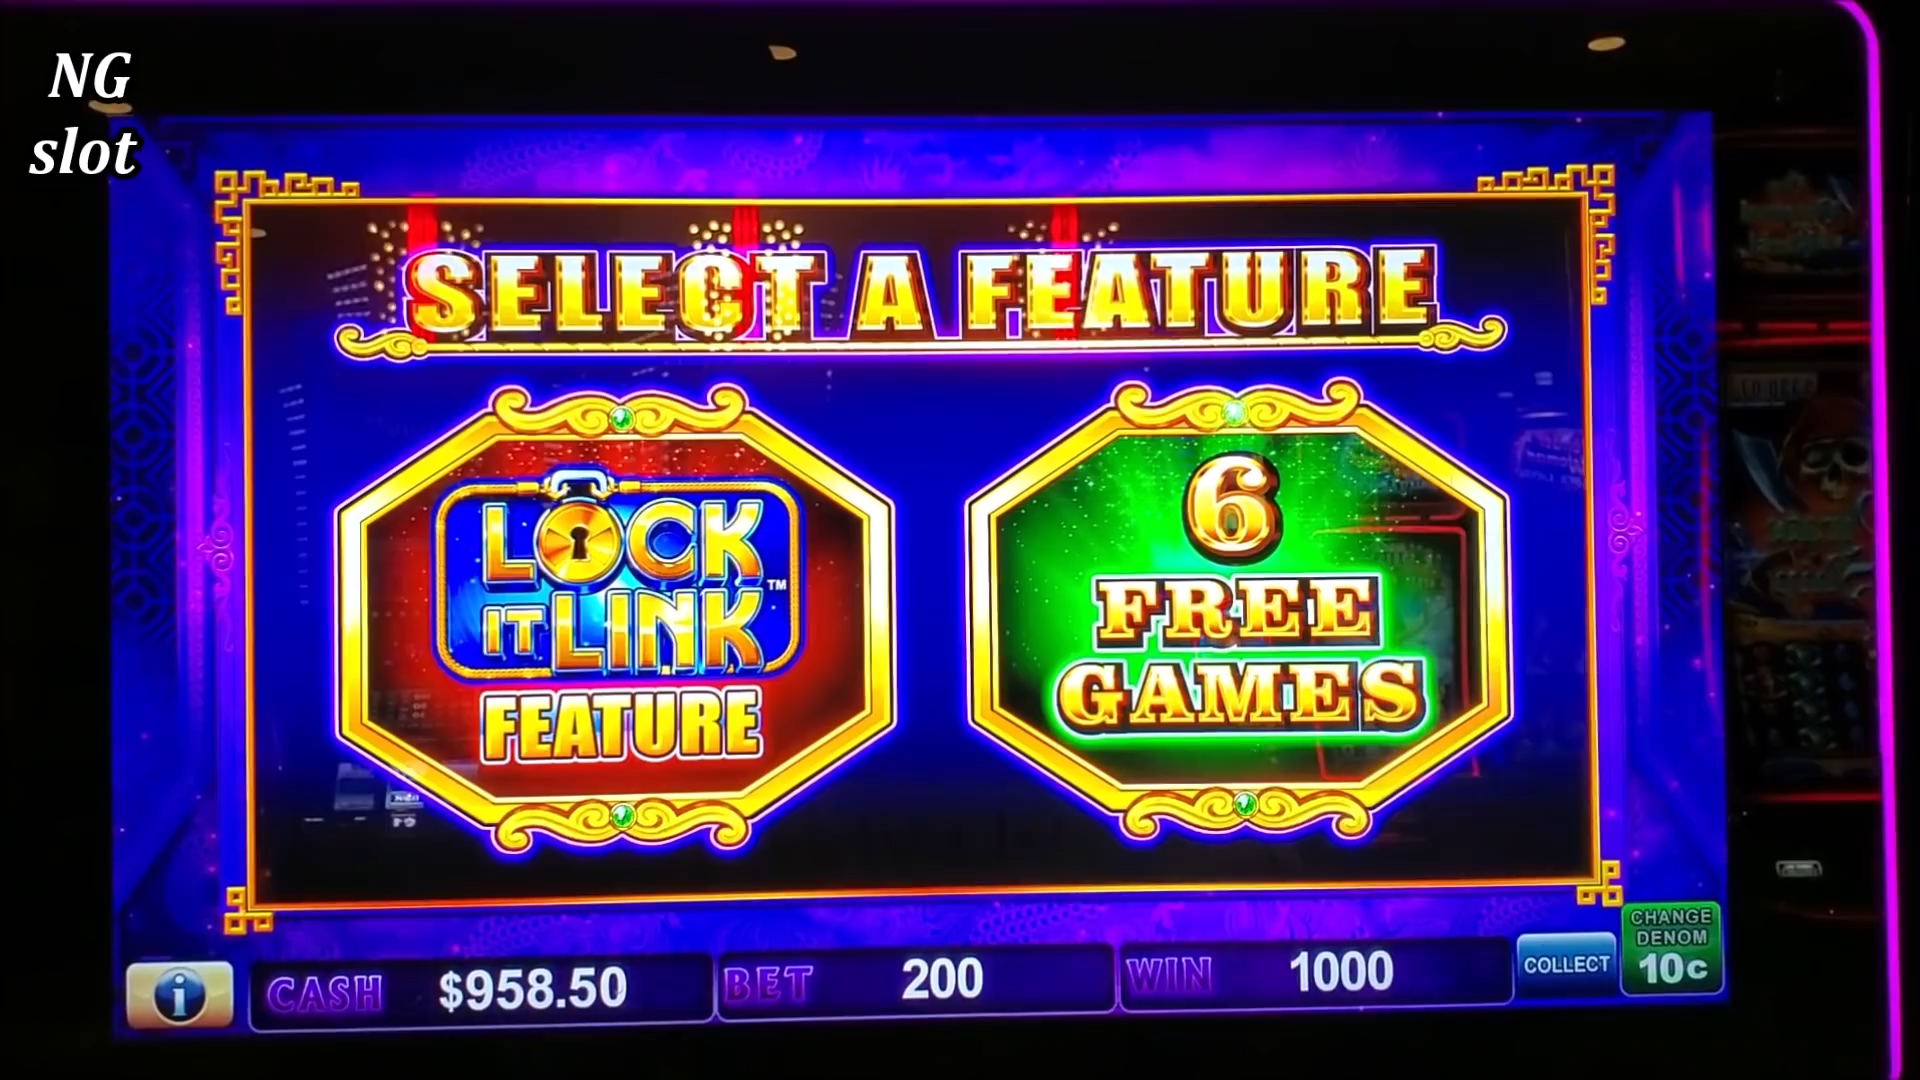 NG
slot
SELECT A FEATURE
LOCK
IT LINK™
FEATURE
6
FREE
GAMES
CASH $958.50
BET 200
WIN 1000
COLLECT
CHANGE
DENOM
10c